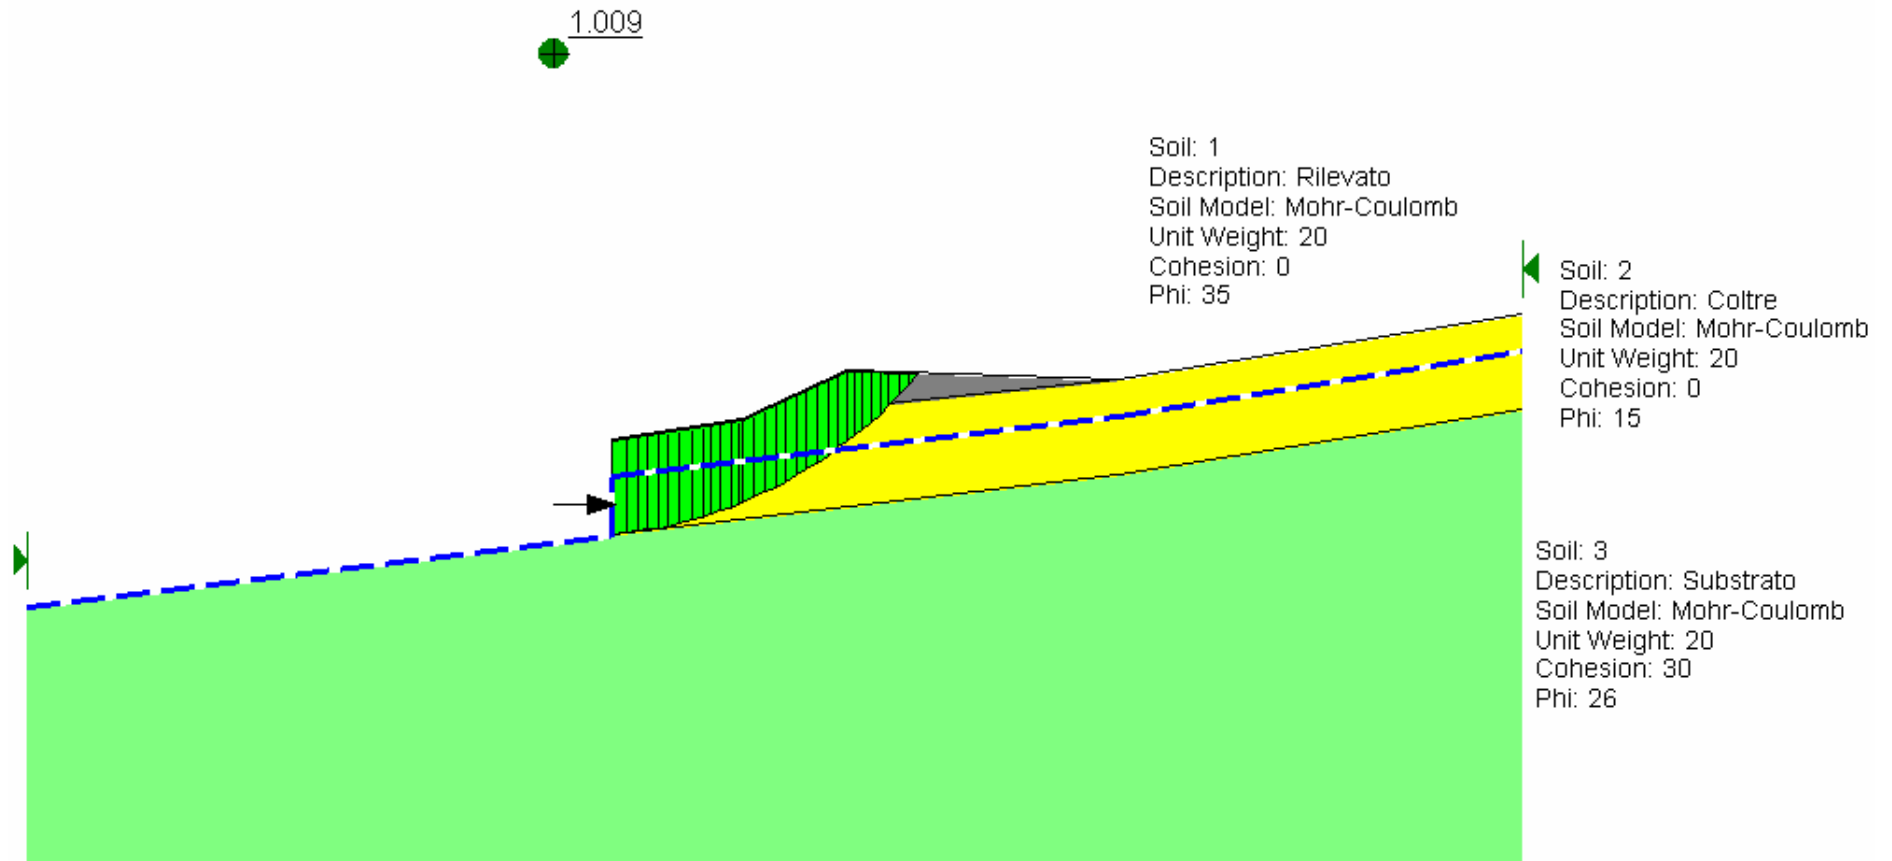 1.009
Soil: 1
Description: Rilevato
Soil Model: Mohr-Coulomb
Unit Weight: 20
Cohesion: 0
Phi: 35
Soil: 2
Description: Coltre
Soil Model: Mohr-Coulomb
Unit Weight: 20
Cohesion: 0
Phi: 15
Soil: 3
Description: Substrato
Soil Model: Mohr-Coulomb
Unit Weight: 20
Cohesion: 30
Phi: 26